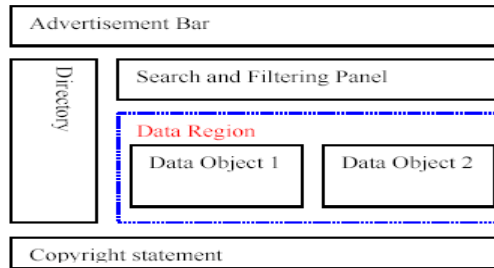 Advertisement Bar
Directory
Search and Filtering Panel
Data Region
Data Object 1
Data Object 2
Copyright statement